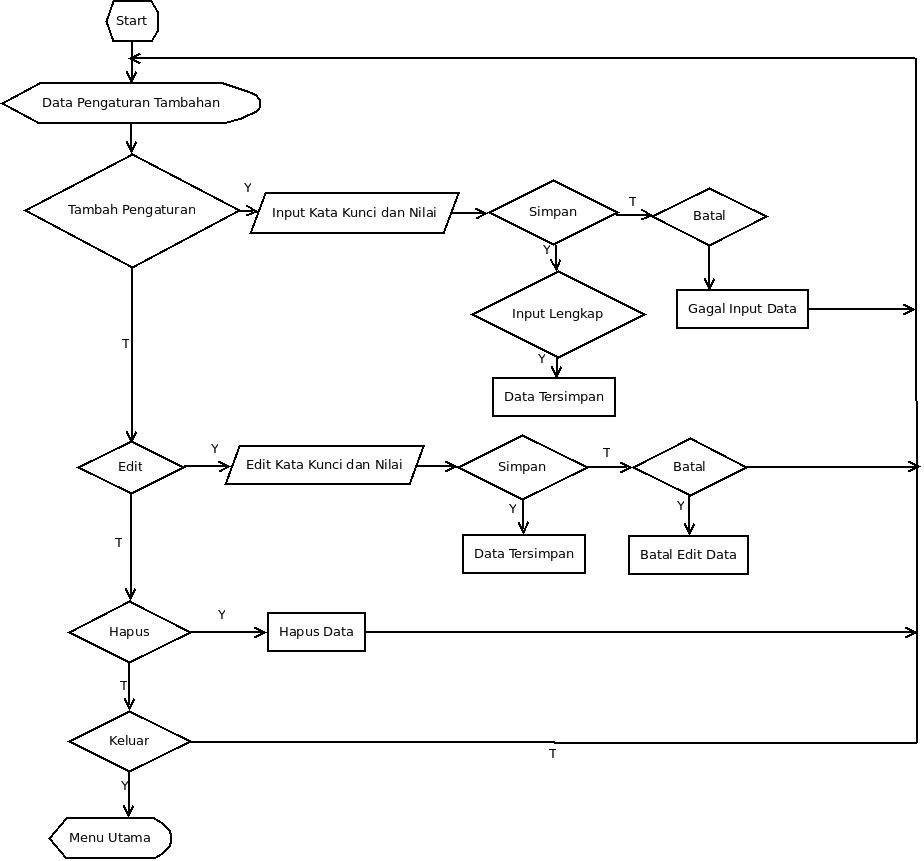 Start
Data Pengaturan Tambahan
Tambah Pengaturan
Y
Input Kata Kunci dan Nilai
Simpan
T
Batal
Y
Input Lengkap
Gagal Input Data
T
Y
Data Tersimpan
Edit
Y
Edit Kata Kunci dan Nilai
Simpan
T
Batal
Y
Y
T
Data Tersimpan
Batal Edit Data
Hapus
Y
Hapus Data
T
Keluar
T
Y
Menu Utama